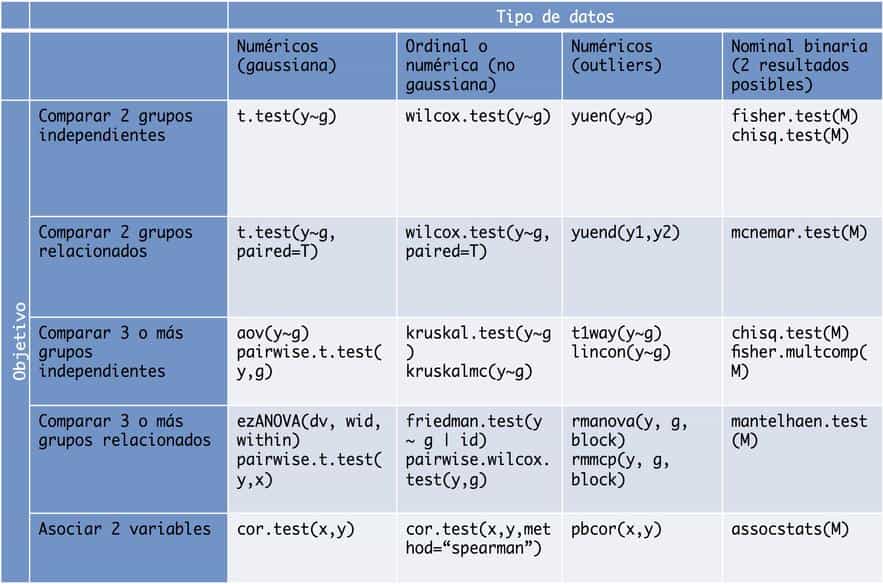 Tipo de datos
Numéricos
(gaussiana)
Ordinal o
numérica (no
gaussiana)
Numéricos
(outliers)
Nominal binaria
(2 resultados
posibles)
Objetivo
Comparar 2 grupos
independientes
t.test(y~g)
wilcox.test(y~g)
yuen(y~g)
fisher.test(M)
chisq.test(M)
Comparar 2 grupos
relacionados
t.test(y~g,
paired=T)
wilcox.test(y~g,
paired=T)
yuend(y1,y2)
mcnemar.test(M)
Comparar 3 o más
grupos
independientes
aov(y~g)
pairwise.t.test(
y,g)
kruskal.test(y~g
)
kruskalmc(y~g)
t1way(y~g)
lincon(y~g)
chisq.test(M)
fisher.multcomp(
M)
Comparar 3 o más
grupos relacionados
ezANOVA(dv, wid,
within)
pairwise.t.test(
y,x)
friedman.test(y
~ g | id)
pairwise.wilcox.
test(y,g)
rmanova(y, g,
block)
rmmcp(y, g,
block)
mantelhaen.test
(M)
Asociar 2 variables
cor.test(x,y)
cor.test(x,y,met
hod=“spearman”)
pbcor(x,y)
assocstats(M)